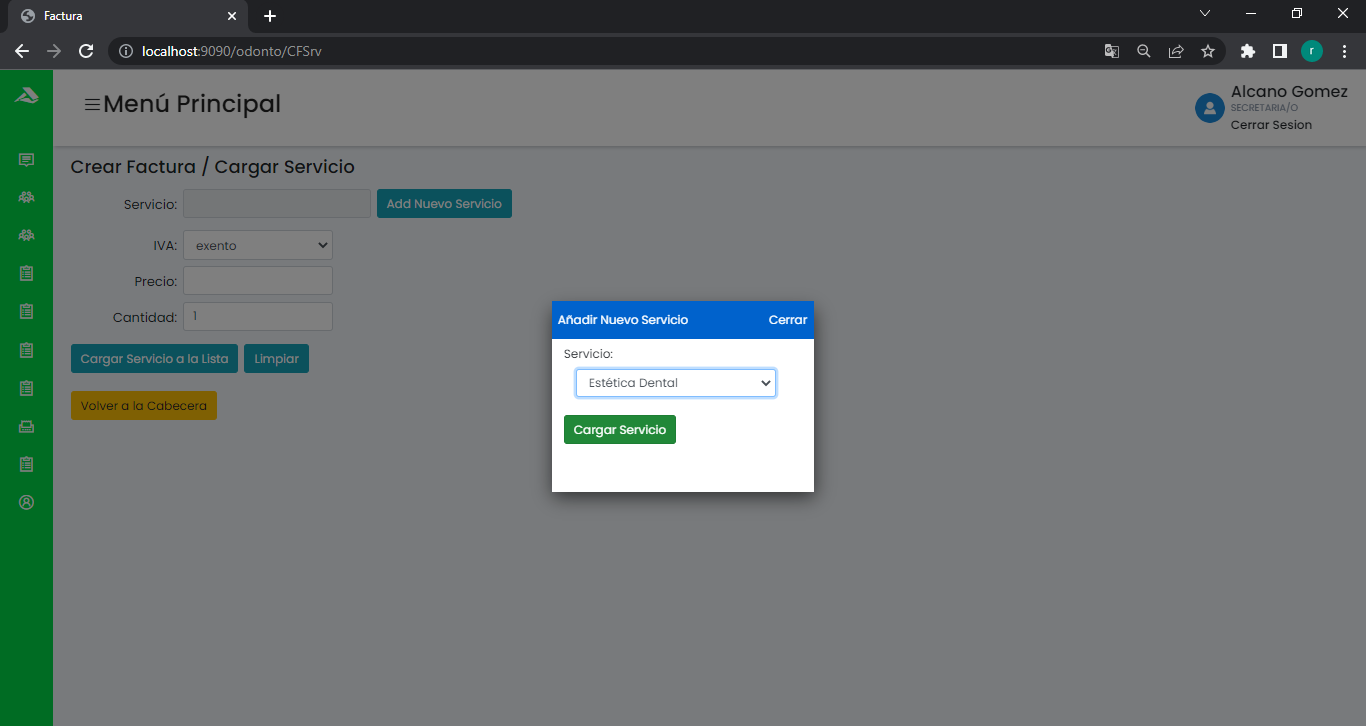 Factura
localhost:9090/odonto/CFSrv
r
Menú Principal
Alcano Gomez
SECRETARIA/O
Cerrar Sesion
Crear Factura / Cargar Servicio
Servicio:
Add Nuevo Servicio
IVA:
exento
Precio:
Cantidad:
1
Cargar Servicio a la Lista
Limpiar
Volver a la Cabecera
Añadir Nuevo Servicio
Cerrar
Servicio:
Estética Dental
Cargar Servicio